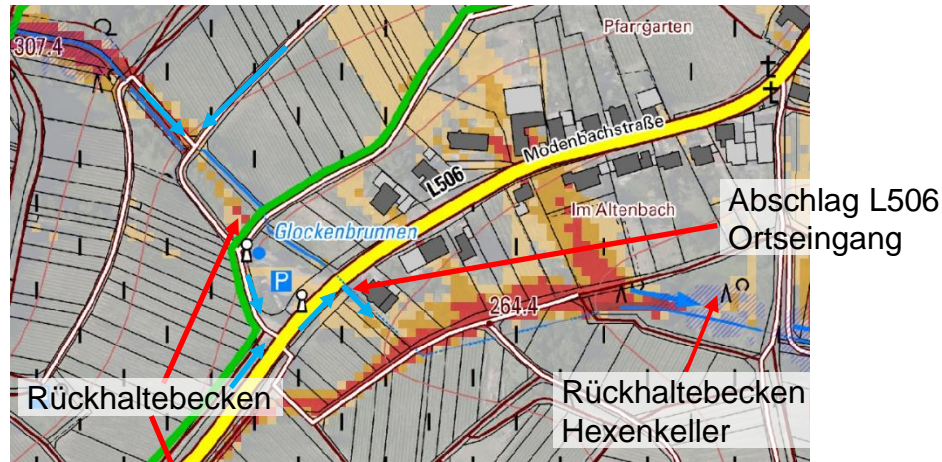 Pfarrgarten
307.4
Modenbachstraße
L506
Abschlag L506
Ortseingang
Im Altenbach
Glockenbrunnen
P
264.4
Rückhaltebecken
Rückhaltebecken
Hexenkeller